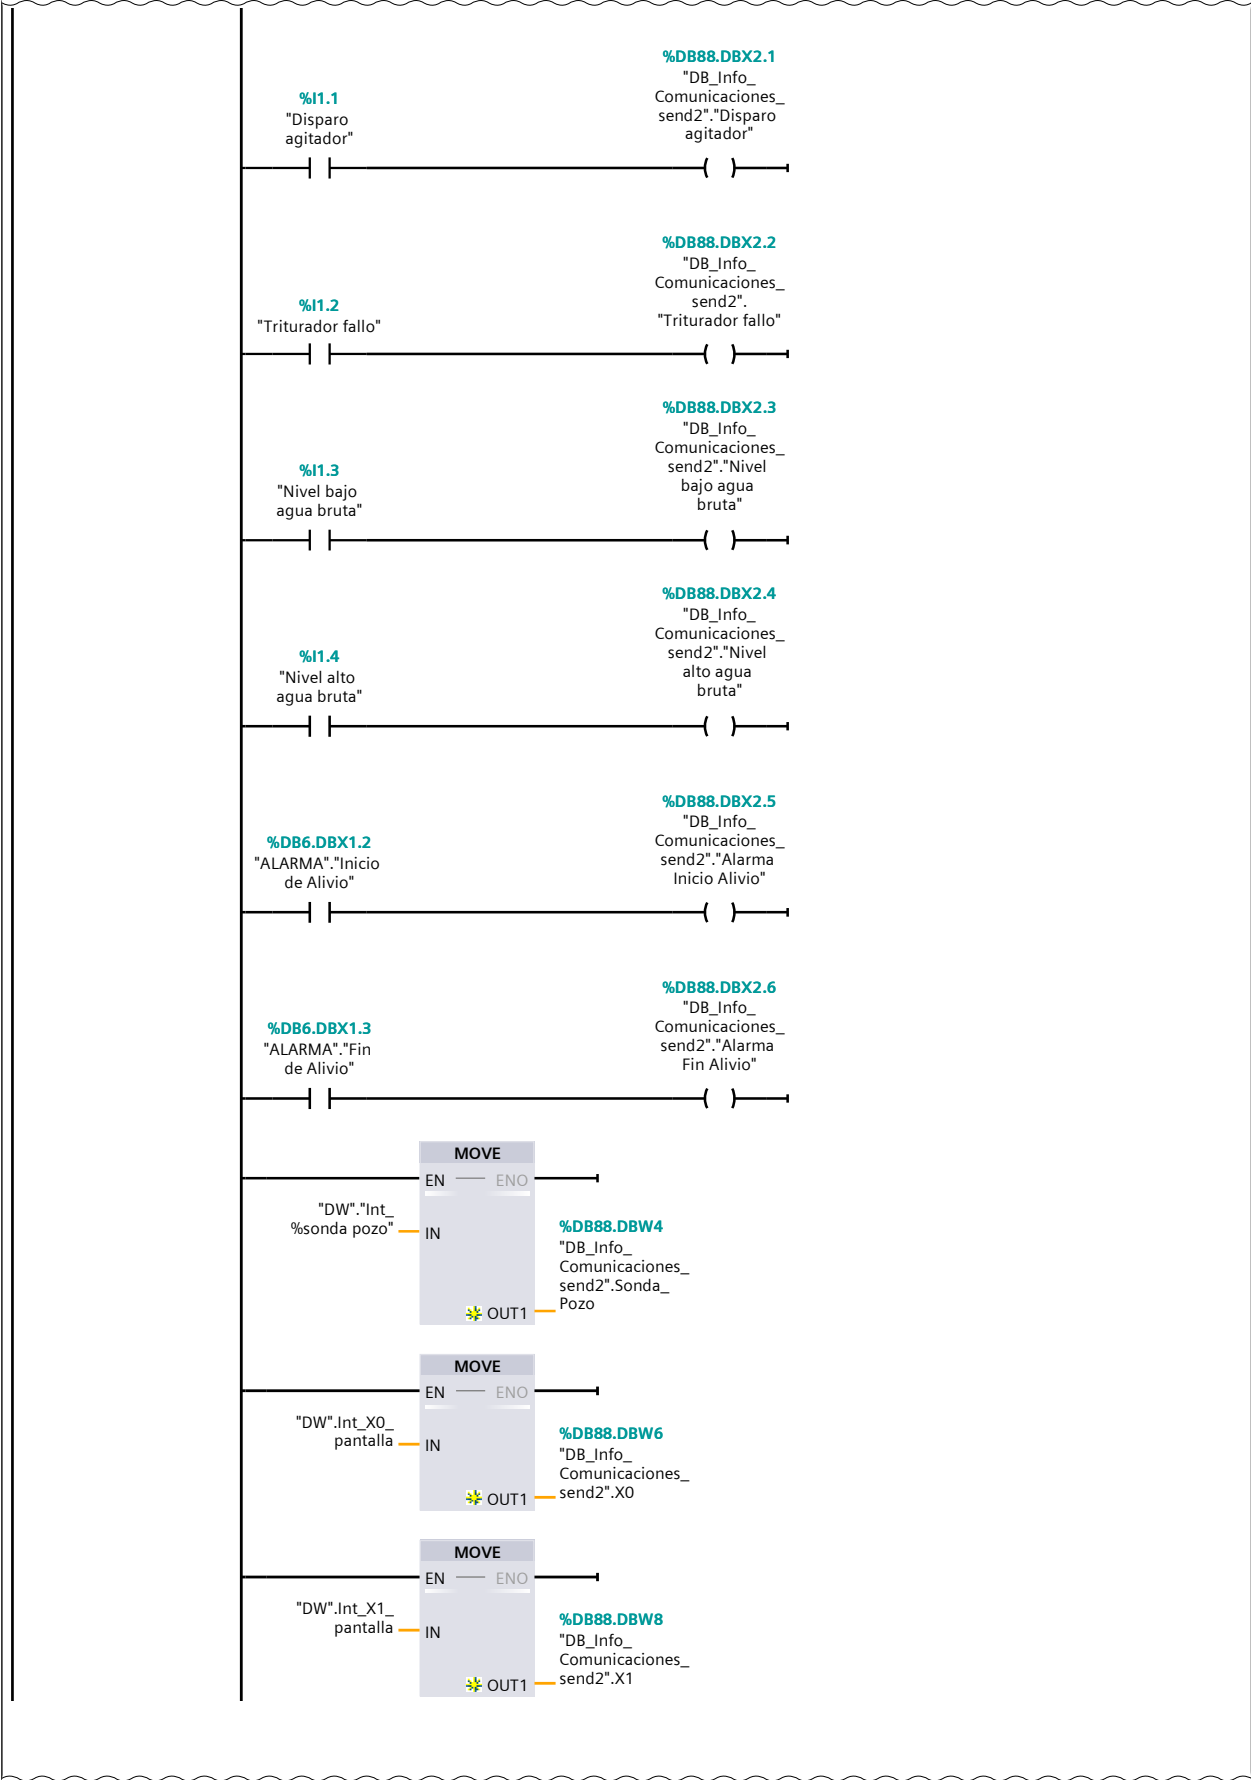 %DB88.DBX2.1
"DB_Info_
Comunicaciones_
send2"."Disparo
agitador"
%I1.1
"Disparo
agitador"
%DB88.DBX2.2
"DB_Info_
Comunicaciones_
send2".
"Triturador fallo"
%I1.2
"Triturador fallo"
%DB88.DBX2.3
"DB_Info_
Comunicaciones_
send2"."Nivel
bajo agua
bruta"
%I1.3
"Nivel bajo
agua bruta"
%DB88.DBX2.4
"DB_Info_
Comunicaciones_
send2"."Nivel
alto agua
bruta"
%I1.4
"Nivel alto
agua bruta"
%DB88.DBX2.5
"DB_Info_
Comunicaciones_
send2"."Alarma
Inicio Alivio"
%DB6.DBX1.2
"ALARMA"."Inicio
de Alivio"
%DB88.DBX2.6
"DB_Info_
Comunicaciones_
send2"."Alarma
Fin Alivio"
%DB6.DBX1.3
"ALARMA"."Fin
de Alivio"
MOVE
EN ENO
"DW"."Int_
%sonda pozo"
IN
%DB88.DBW4
"DB_Info_
Comunicaciones_
send2".Sonda_
Pozo
OUT1
MOVE
EN ENO
"DW".Int_X0_
pantalla
IN
%DB88.DBW6
"DB_Info_
Comunicaciones_
send2".X0
OUT1
MOVE
EN ENO
"DW".Int_X1_
pantalla
IN
%DB88.DBW8
"DB_Info_
Comunicaciones_
send2".X1
OUT1